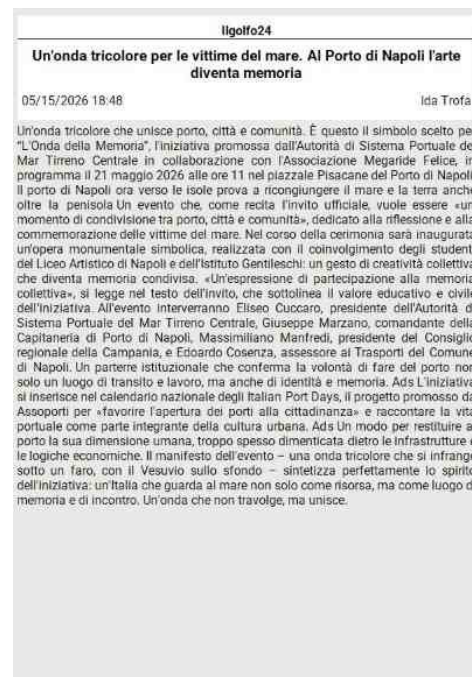 Ilgolfo24
Un'onda tricolore per le vittime del mare. Al Porto di Napoli l'arte
diventa memoria
05/15/2026 18:48 Ida Trofa
Un'onda tricolore che unisce porto, città e comunità. È questo il simbolo scelto pe
"L'Onda della Memoria", l'iniziativa promossa dall'Autorità di Sistema Portuale de
Mar Tirreno Centrale in collaborazione con l'Associazione Megaride Felice, in
programma il 21 maggio 2026 alle ore 11 nel piazzale Pisacane del Porto di Napoli
Il porto di Napoli ora verso le isole prova a ricongiungere il mare e la terra anche
oltre la penisola Un evento che, come recita l'invito ufficiale, vuole essere «un
momento di condivisione tra porto, città e comunità», dedicato alla riflessione e alla
commemorazione delle vittime del mare. Nel corso della cerimonia sarà inaugurata
un'opera monumentale simbolica, realizzata con il coinvolgimento degli student
del Liceo Artistico di Napoli e dell'Istituto Gentileschi: un gesto di creatività collettiva
che diventa memoria condivisa. «Un'espressione di partecipazione alla memoria
collettiva», si legge nel testo dell'invito, che sottolinea il valore educativo e civile
dell'iniziativa. All'evento interverranno Eliseo Cuccaro, presidente dell'Autorità d
Sistema Portuale del Mar Tirreno Centrale, Giuseppe Marzano, comandante della
Capitaneria di Porto di Napoli, Massimiliano Manfredi, presidente del Consiglio
regionale della Campania, e Edoardo Cosenza, assessore ai Trasporti del Comune
di Napoli. Un parterre istituzionale che conferma la volontà di fare del porto non
solo un luogo di transito e lavoro, ma anche di identità e memoria. Ads L'iniziativa
si inserisce nel calendario nazionale degli Italian Port Days, il progetto promosso da
Assoporti per «favorire l'apertura dei porti alla cittadinanza» e raccontare la vita
portuale come parte integrante della cultura urbana. Ads Un modo per restituire a
porto la sua dimensione umana, troppo spesso dimenticata dietro le infrastrutture e
le logiche economiche. Il manifesto dell'evento – una onda tricolore che si infrange
sotto un faro, con il Vesuvio sullo sfondo – sintetizza perfettamente lo spirito
dell'iniziativa: un'Italia che guarda al mare non solo come risorsa, ma come luogo d
memoria e di incontro. Un'onda che non travolge, ma unisce.